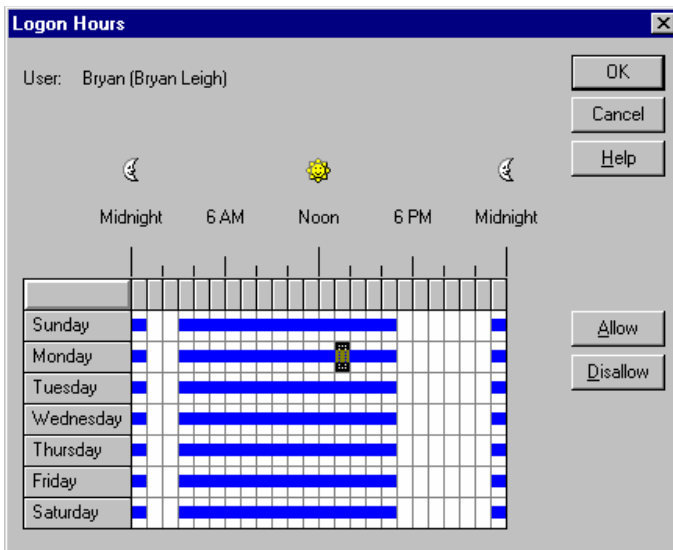 Logon Hours
User: Bryan (Bryan Leigh)
OK
Cancel
Help
Midnight 6 AM Noon 6 PM Midnight
Sunday
Monday
Tuesday
Wednesday
Thursday
Friday
Saturday
Allow
Disallow